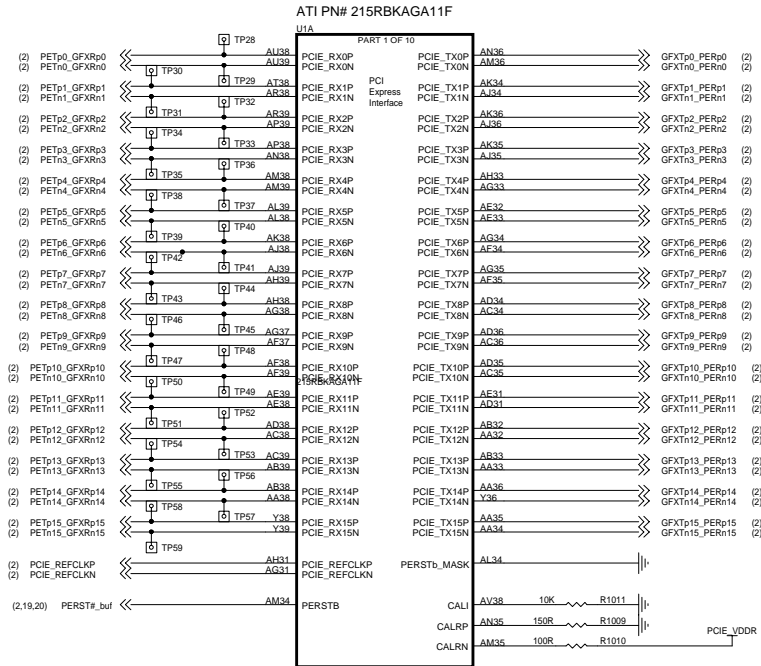 ATI PN# 215RBKAGA11F
U1A
PART 1 OF 10
PCI
Express
Interface
TP28
(2) PETp0_GFXRp0 AU38 PCIE_RX0P PCIE_TX0P AN36 GFXTp0_PERp0 (2)
(2) PETn0_GFXRn0 AU39 PCIE_RX0N PCIE_TX0N AM36 GFXTn0_PERn0 (2)
TP30 TP29
(2) PETp1_GFXRp1 AT38 PCIE_RX1P PCIE_TX1P AK34 GFXTp1_PERp1 (2)
(2) PETn1_GFXRn1 AR38 PCIE_RX1N PCIE_TX1N AJ34 GFXTn1_PERn1 (2)
TP31 TP32
(2) PETp2_GFXRp2 AR39 PCIE_RX2P PCIE_TX2P AK36 GFXTp2_PERp2 (2)
(2) PETn2_GFXRn2 AP39 PCIE_RX2N PCIE_TX2N AJ36 GFXTn2_PERn2 (2)
TP34 TP33
(2) PETp3_GFXRp3 AP38 PCIE_RX3P PCIE_TX3P AK35 GFXTp3_PERp3 (2)
(2) PETn3_GFXRn3 AN38 PCIE_RX3N PCIE_TX3N AJ35 GFXTn3_PERn3 (2)
TP35 TP36
(2) PETp4_GFXRp4 AM38 PCIE_RX4P PCIE_TX4P AH33 GFXTp4_PERp4 (2)
(2) PETn4_GFXRn4 AM39 PCIE_RX4N PCIE_TX4N AG33 GFXTn4_PERn4 (2)
TP38 TP37
(2) PETp5_GFXRp5 AL39 PCIE_RX5P PCIE_TX5P AE32 GFXTp5_PERp5 (2)
(2) PETn5_GFXRn5 AL38 PCIE_RX5N PCIE_TX5N AE33 GFXTn5_PERn5 (2)
TP39 TP40
(2) PETp6_GFXRp6 AK38 PCIE_RX6P PCIE_TX6P AG34 GFXTp6_PERp6 (2)
(2) PETn6_GFXRn6 AJ38 PCIE_RX6N PCIE_TX6N AF34 GFXTn6_PERn6 (2)
TP42 TP41
(2) PETp7_GFXRp7 AJ39 PCIE_RX7P PCIE_TX7P AG35 GFXTp7_PERp7 (2)
(2) PETn7_GFXRn7 AH39 PCIE_RX7N PCIE_TX7N AF35 GFXTn7_PERn7 (2)
TP43 TP44
(2) PETp8_GFXRp8 AH38 PCIE_RX8P PCIE_TX8P AD34 GFXTp8_PERp8 (2)
(2) PETn8_GFXRn8 AG38 PCIE_RX8N PCIE_TX8N AC34 GFXTn8_PERn8 (2)
TP46 TP45
(2) PETp9_GFXRp9 AG37 PCIE_RX9P PCIE_TX9P AD36 GFXTp9_PERp9 (2)
(2) PETn9_GFXRn9 AF37 PCIE_RX9N PCIE_TX9N AC36 GFXTn9_PERn9 (2)
TP47 TP48
(2) PETp10_GFXRp10 AF38 PCIE_RX10P PCIE_TX10P AD35 GFXTp10_PERp10 (2)
(2) PETn10_GFXRn10 AF39 PCIE_RX10N PCIE_TX10N AC35 GFXTn10_PERn10 (2)
215RBKAGA11F
TP50 TP49
(2) PETp11_GFXRp11 AE39 PCIE_RX11P PCIE_TX11P AE31 GFXTp11_PERp11 (2)
(2) PETn11_GFXRn11 AE38 PCIE_RX11N PCIE_TX11N AD31 GFXTn11_PERn11 (2)
TP51 TP52
(2) PETp12_GFXRp12 AD38 PCIE_RX12P PCIE_TX12P AB32 GFXTp12_PERp12 (2)
(2) PETn12_GFXRn12 AC38 PCIE_RX12N PCIE_TX12N AA32 GFXTn12_PERn12 (2)
TP54 TP53
(2) PETp13_GFXRp13 AC39 PCIE_RX13P PCIE_TX13P AB33 GFXTp13_PERp13 (2)
(2) PETn13_GFXRn13 AB39 PCIE_RX13N PCIE_TX13N AA33 GFXTn13_PERn13 (2)
TP55 TP56
(2) PETp14_GFXRp14 AB38 PCIE_RX14P PCIE_TX14P AA36 GFXTp14_PERp14 (2)
(2) PETn14_GFXRn14 AA38 PCIE_RX14N PCIE_TX14N Y36 GFXTn14_PERn14 (2)
TP58 TP57
(2) PETp15_GFXRp15 Y38 PCIE_RX15P PCIE_TX15P AA35 GFXTp15_PERp15 (2)
(2) PETn15_GFXRn15 Y39 PCIE_RX15N PCIE_TX15N AA34 GFXTn15_PERn15 (2)
TP59
(2) PCIE_REFCLKP AH31 PCIE_REFCLKP PERSTb_MASK AL34
(2) PCIE_REFCLKN AG31 PCIE_REFCLKN
(2,19,20) PERST#_buf AM34 PERSTB CALI AV38 10K R1011
CALRP AN35 150R R1009
CALRN AM35 100R R1010 PCIE_VDDR